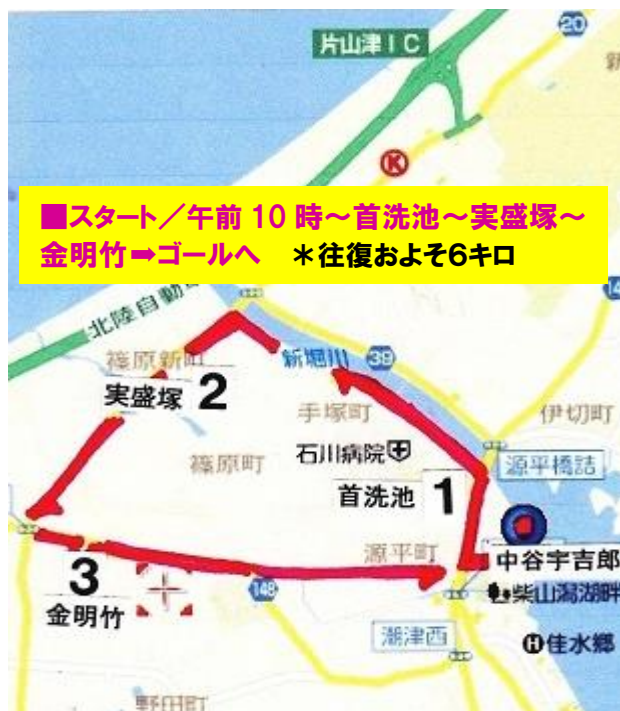 片山津IC
20
K
■スタート／午前10時～首洗池～実盛塚～
金明竹➡ゴールへ　＊往復およそ6キロ
北陸自動
篠原新町
新堀川
39
実盛塚 2
手塚町
伊切町
篠原町
石川病院
源平橋詰
首洗池 1
源平町
中谷宇吉郎
3
金明竹
148
柴山潟湖畔
潮津西
H佳水郷
野田町